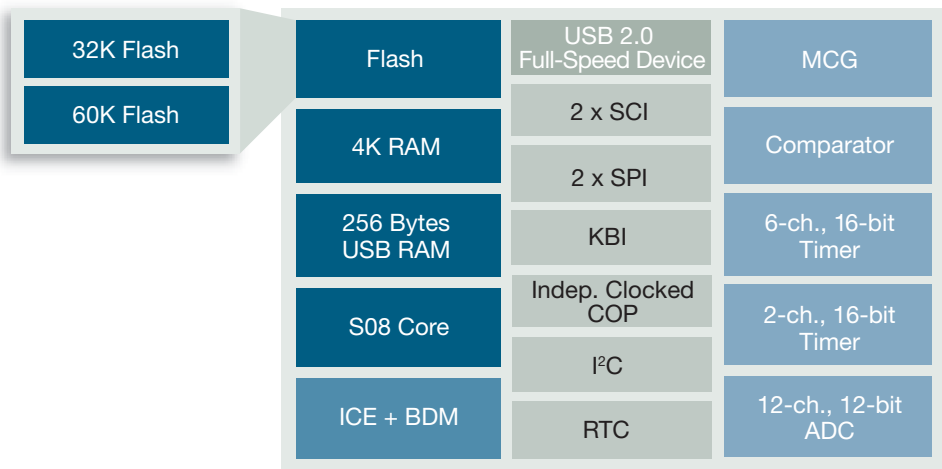 32K Flash
60K Flash
Flash
4K RAM
256 Bytes
USB RAM
S08 Core
ICE + BDM
USB 2.0
Full-Speed Device
2 x SCI
2 x SPI
KBI
Indep. Clocked
COP
I²C
RTC
MCG
Comparator
6-ch., 16-bit
Timer
2-ch., 16-bit
Timer
12-ch., 12-bit
ADC